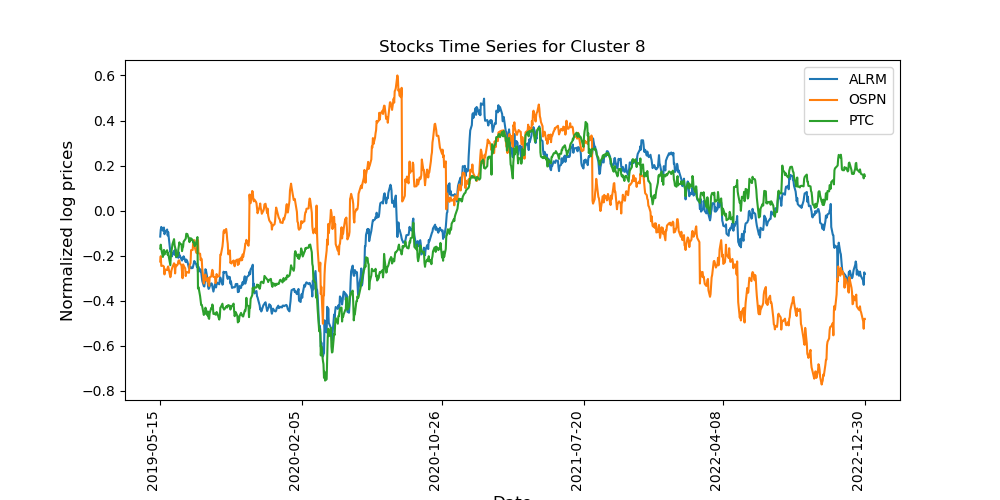 Stocks Time Series for Cluster 8
Normalized log prices
0.6
0.4
0.2
0.0
−0.2
−0.4
−0.6
−0.8
ALRM
OSPN
PTC
2019-05-15
2020-02-05
2020-10-26
2021-07-20
2022-04-08
2022-12-30
Date